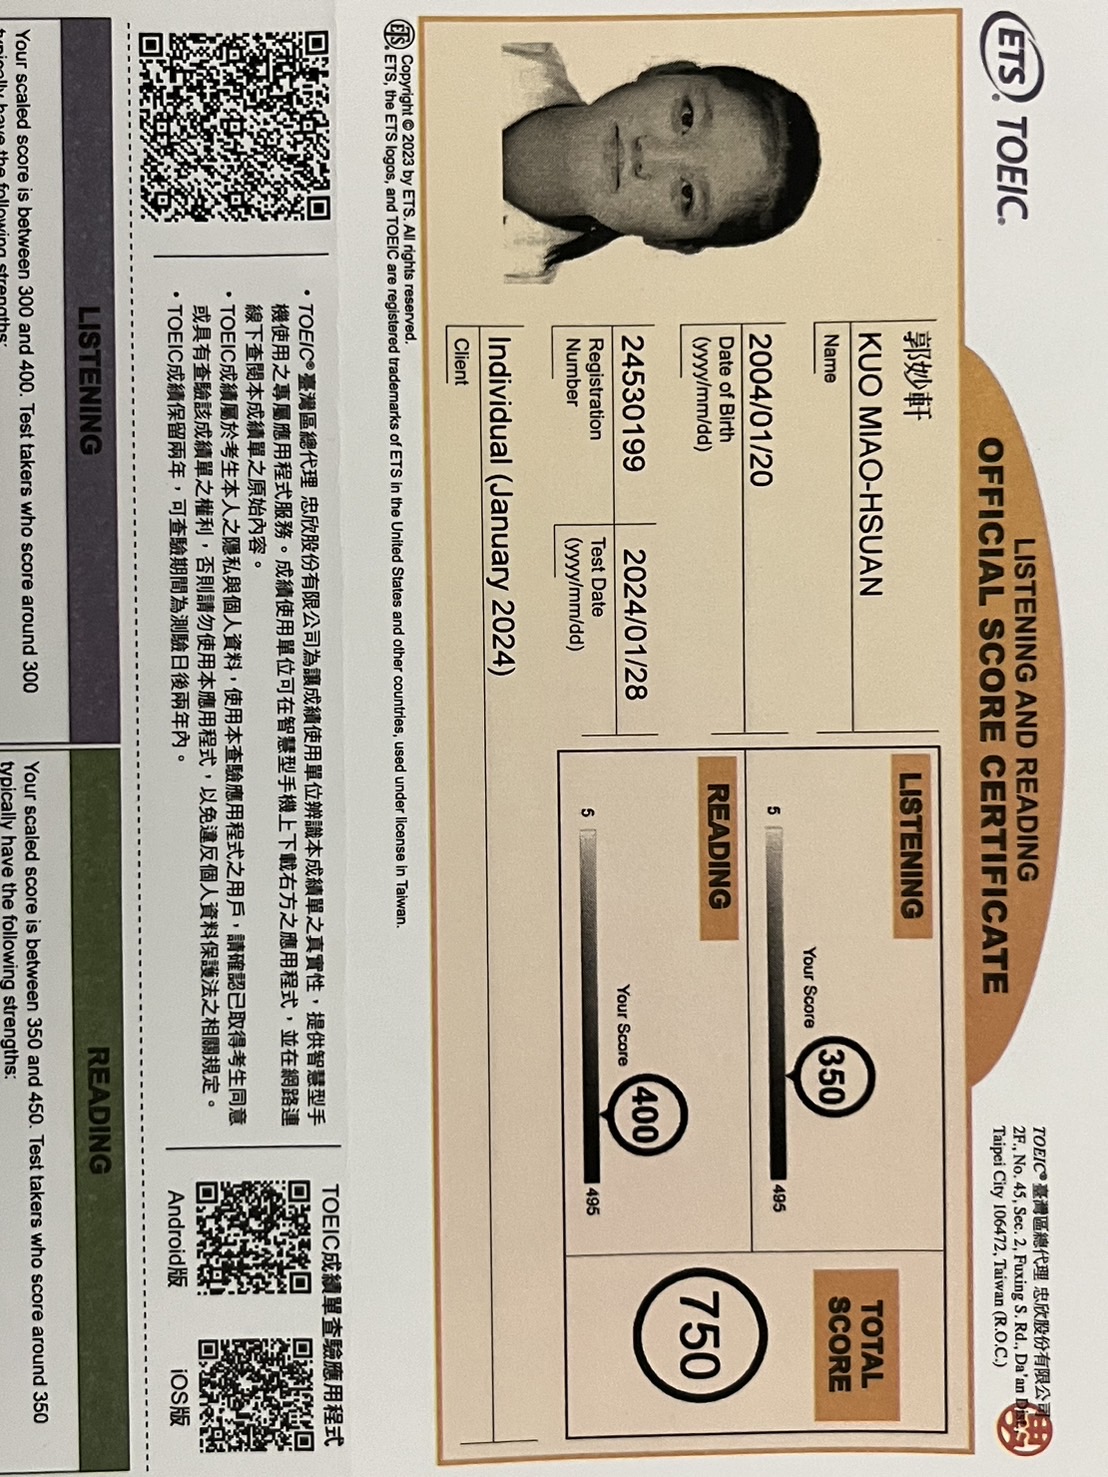 ETS TOEIC.
LISTENING AND READING
OFFICIAL SCORE CERTIFICATE
TOEIC® 臺灣區總代理 忠欣股份有限公司
2F., No. 45, Sec. 2, Fuxing S. Rd., Da'an Dist.,
Taipei City 106472, Taiwan (R.O.C.)
郭妙軒
KUO MIAO-HSUAN
Name
2004/01/20
Date of Birth
(yyyy/mm/dd)
24530199
Registration
Number
2024/01/28
Test Date
(yyyy/mm/dd)
Individual (January 2024)
Client
LISTENING
Your Score
350
5
495
READING
Your Score
400
5
495
TOTAL
SCORE
750
ETS Copyright © 2023 by ETS. All rights reserved.
ETS, the ETS logos, and TOEIC are registered trademarks of ETS in the United States and other countries, used under license in Taiwan.
• TOEIC® 臺灣區總代理 忠欣股份有限公司為讓成績使用單位辨識本成績單之真實性，提供智慧型手
機使用之專屬應用程式服務。成績使用單位可在智慧型手機上下載右方之應用程式，並在網路連
線下查閱本成績單之原始內容。
• TOEIC成績屬於考生本人之隱私與個人資料，使用本查驗應用程式之用戶，請確認已取得考生同意
或具有查驗該成績單之權利，否則請勿使用本應用程式，以免違反個人資料保護法之相關規定。
• TOEIC成績保留兩年，可查驗期間為測驗日後兩年內。
TOEIC成績單查驗應用程式
Android版
iOS版
LISTENING
Your scaled score is between 300 and 400. Test takers who score around 300
typically have the following strengths:
READING
Your scaled score is between 350 and 450. Test takers who score around 350
typically have the following strengths: